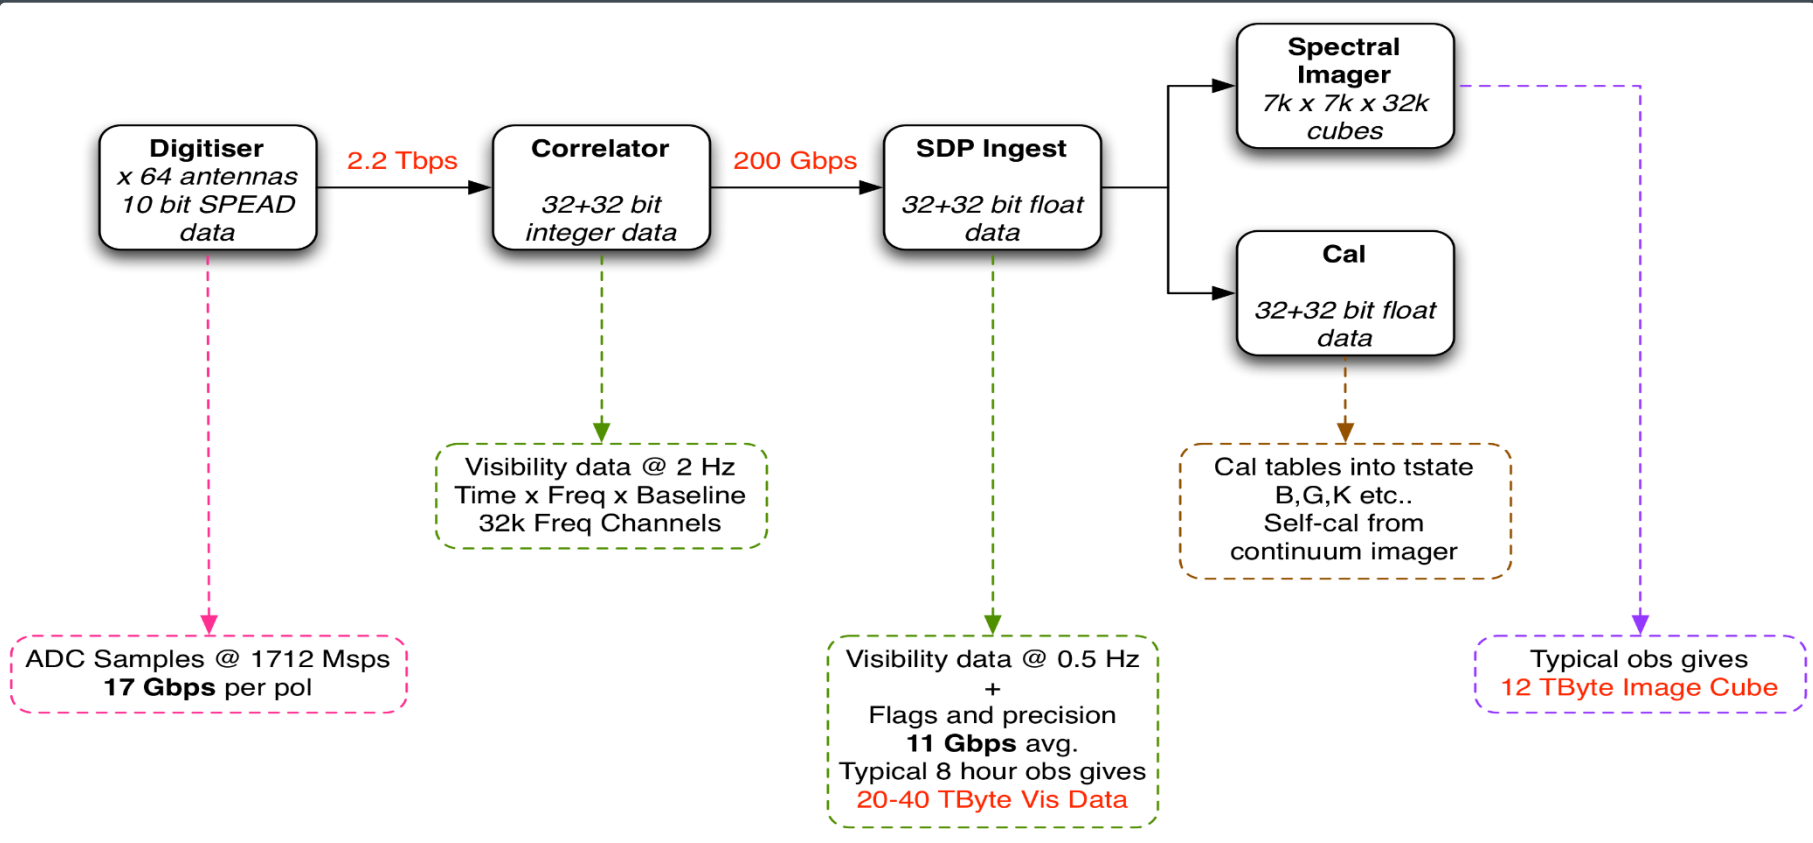 Digitiser
x 64 antennas
10 bit SPEAD
data
2.2 Tbps
Correlator
32+32 bit
integer data
200 Gbps
SDP Ingest
32+32 bit float
data
Spectral
Imager
7k x 7k x 32k
cubes
Cal
32+32 bit float
data
Visibility data @ 2 Hz
Time x Freq x Baseline
32k Freq Channels
Cal tables into tstate
B,G,K etc..
Self-cal from
continuum imager
ADC Samples @ 1712 Msps
17 Gbps per pol
Visibility data @ 0.5 Hz
+
Flags and precision
11 Gbps avg.
Typical 8 hour obs gives
20-40 TByte Vis Data
Typical obs gives
12 TByte Image Cube